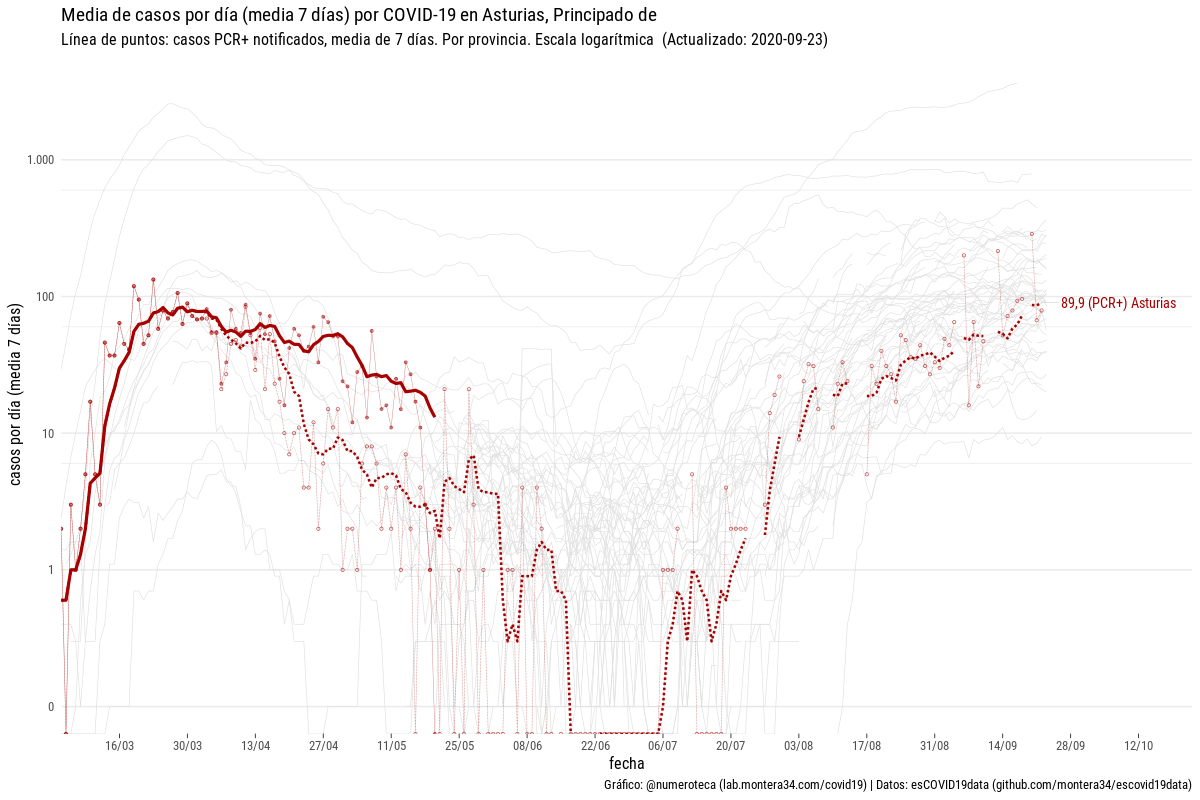 Media de casos por día (media 7 días) por COVID-19 en Asturias, Principado de
Línea de puntos: casos PCR+ notificados, media de 7 días. Por provincia. Escala logarítmica (Actualizado: 2020-09-23)
casos por día (media 7 días)
1.000
100
10
1
0
89,9 (PCR+) Asturias
16/03 30/03 13/04 27/04 11/05 25/05 08/06 22/06 06/07 20/07 03/08 17/08 31/08 14/09 28/09 12/10
fecha
Gráfico: @numeroteca (lab.montera34.com/covid19) | Datos: esCOVID19data (github.com/montera34/escovid19data)